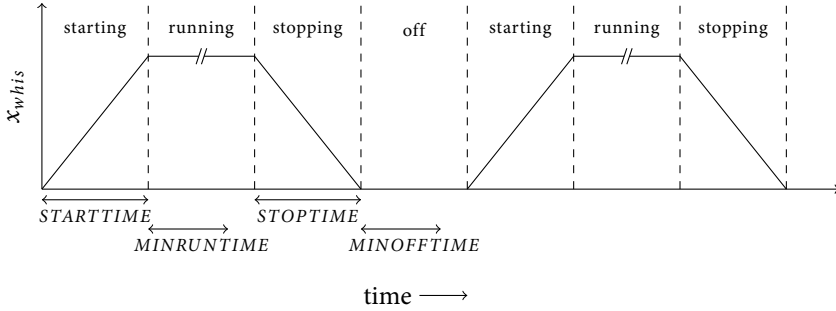 starting running stopping off starting running stopping
x_whis
STARTTIME STOPTIME
MINRUNTIME MINOFFTIME
time